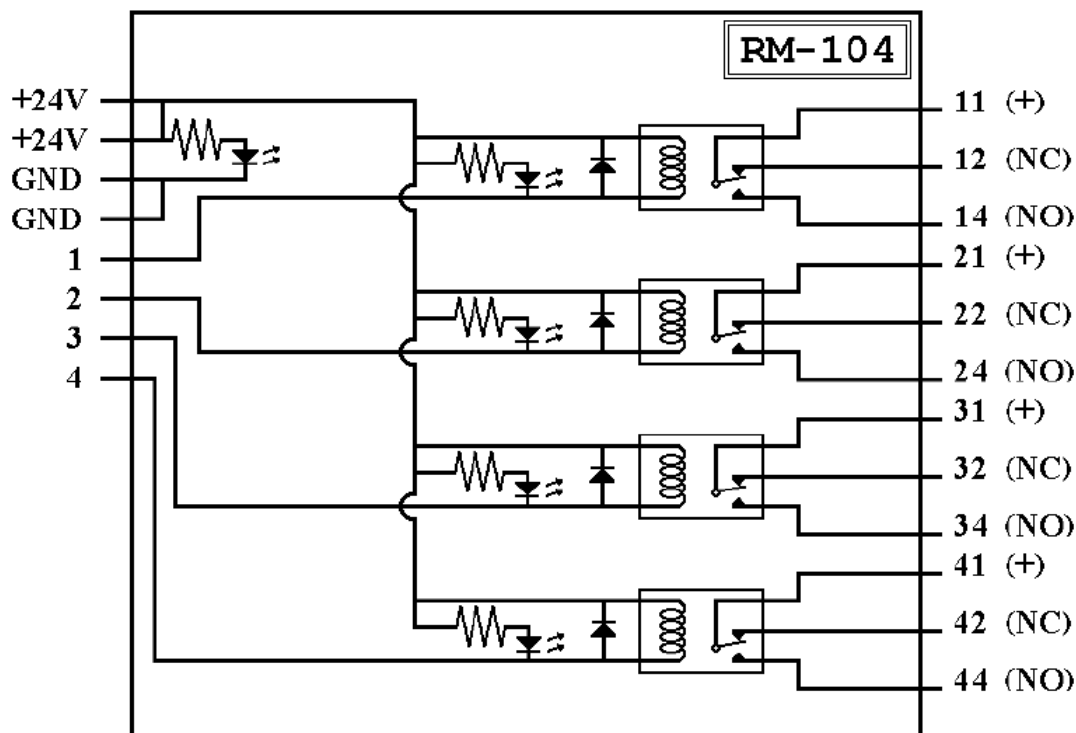 RM-104
+24V
+24V
GND
GND
1
2
3
4
11 (+)
12 (NC)
14 (NO)
21 (+)
22 (NC)
24 (NO)
31 (+)
32 (NC)
34 (NO)
41 (+)
42 (NC)
44 (NO)